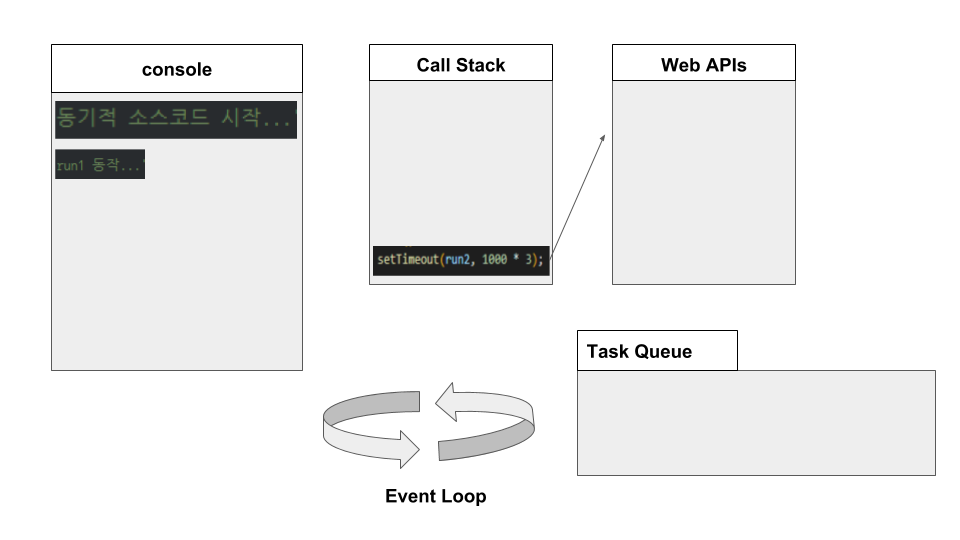 console
동기적 소스코드 시작...'
run1 동작...'
Call Stack
setTimeout(run2, 1000 * 3);
Web APIs
Task Queue
Event Loop